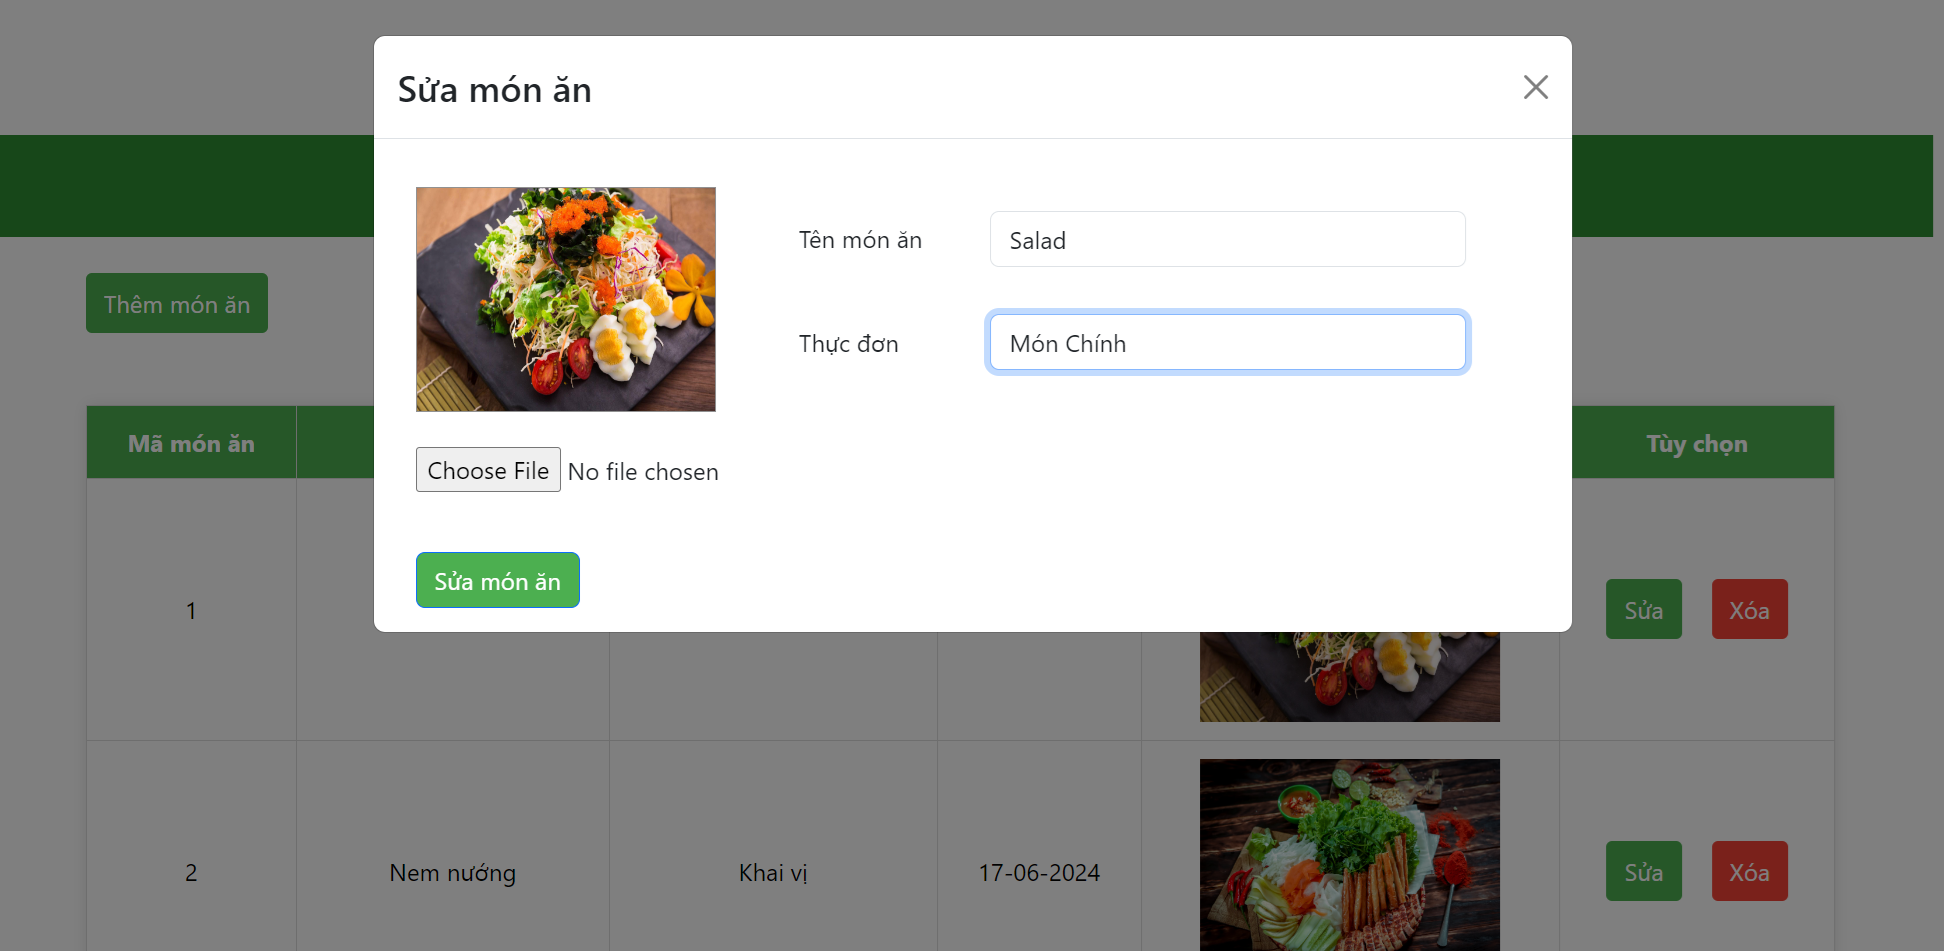 Sửa món ăn
Tên món ăn
Salad
Thực đơn
Món Chính
Choose File No file chosen
Sửa món ăn
Thêm món ăn
Mã món ăn
Tùy chọn
1
Sửa
Xóa
2
Nem nướng
Khai vị
17-06-2024
Sửa
Xóa